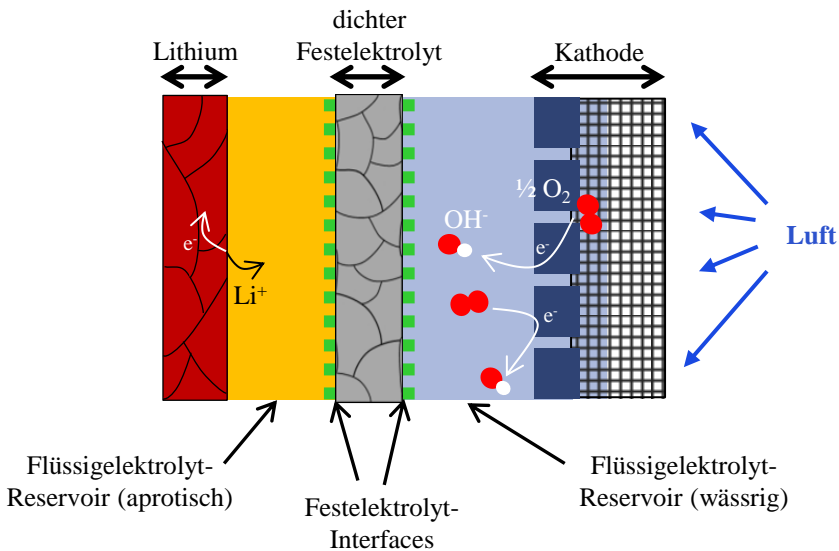 dichter
Lithium Festelektrolyt Kathode
½ O₂
OH⁻
e⁻
e⁻
Luft
Li⁺
e⁻
Flüssigelektrolyt-
Reservoir (aprotisch)
Festelektrolyt-
Interfaces
Flüssigelektrolyt-
Reservoir (wässrig)